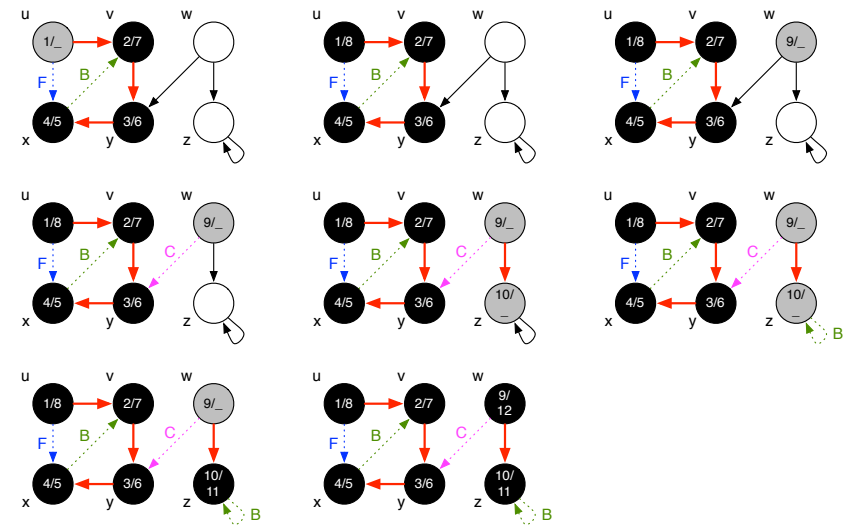 u v w u v w u v w
1/_ 2/7 1/8 2/7 1/8 2/7 9/_
F B F B F B
4/5 3/6 4/5 3/6 4/5 3/6
x y z x y z x y z
u v w u v w u v w
1/8 2/7 9/_ 1/8 2/7 9/_ 1/8 2/7 9/_
F B C F B C F B C
4/5 3/6 4/5 3/6 10/_ 4/5 3/6 10/_
x y z x y z x y z B
u v w u v w
1/8 2/7 9/_ 1/8 2/7 9/12
F B C F B C
4/5 3/6 10/11 4/5 3/6 10/11
x y z B x y z B